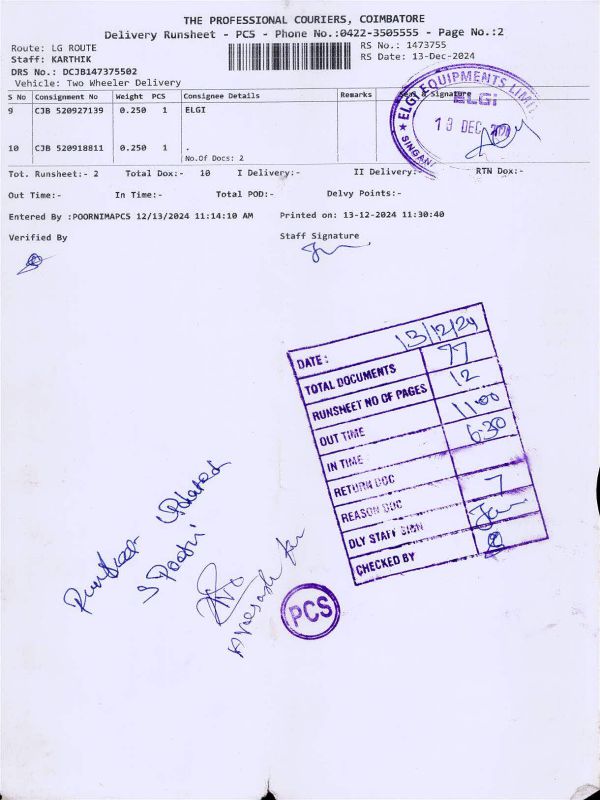 THE PROFESSIONAL COURIERS, COIMBATORE
Delivery Runsheet - PCS - Phone No.:0422-3505555 - Page No.:2
Route: LG ROUTE
RS No.: 1473755
Staff: KARTHIK
RS Date: 13-Dec-2024
DRS No.: DCJB147375502
Vehicle: Two Wheeler Delivery
S No Consignment No Weight PCS Consignee Details Remarks Seal & Signature
9 CJB 520927139 0.250 1 ELGI
10 CJB 520918811 0.250 1 .
No.Of Docs: 2
ELGI EQUIPMENTS LIMITED
ELGi
13 DEC 2024
Tot. Runsheet:- 2 Total Dox:- 10 I Delivery:- II Delivery:- RTN Dox:-
Out Time:- In Time:- Total POD:- Delvy Points:-
Entered By :POORNIMAPCS 12/13/2024 11:14:10 AM Printed on: 13-12-2024 11:30:40
Verified By Staff Signature
DATE: 13/12/24
TOTAL DOCUMENTS 77
RUNSHEET NO OF PAGES 12
OUT TIME 11:00
IN TIME 6:30
RETURN DOC
REASON DOC 7
DLY STAFF SIGN
CHECKED BY
Runsheet Updated
PCS